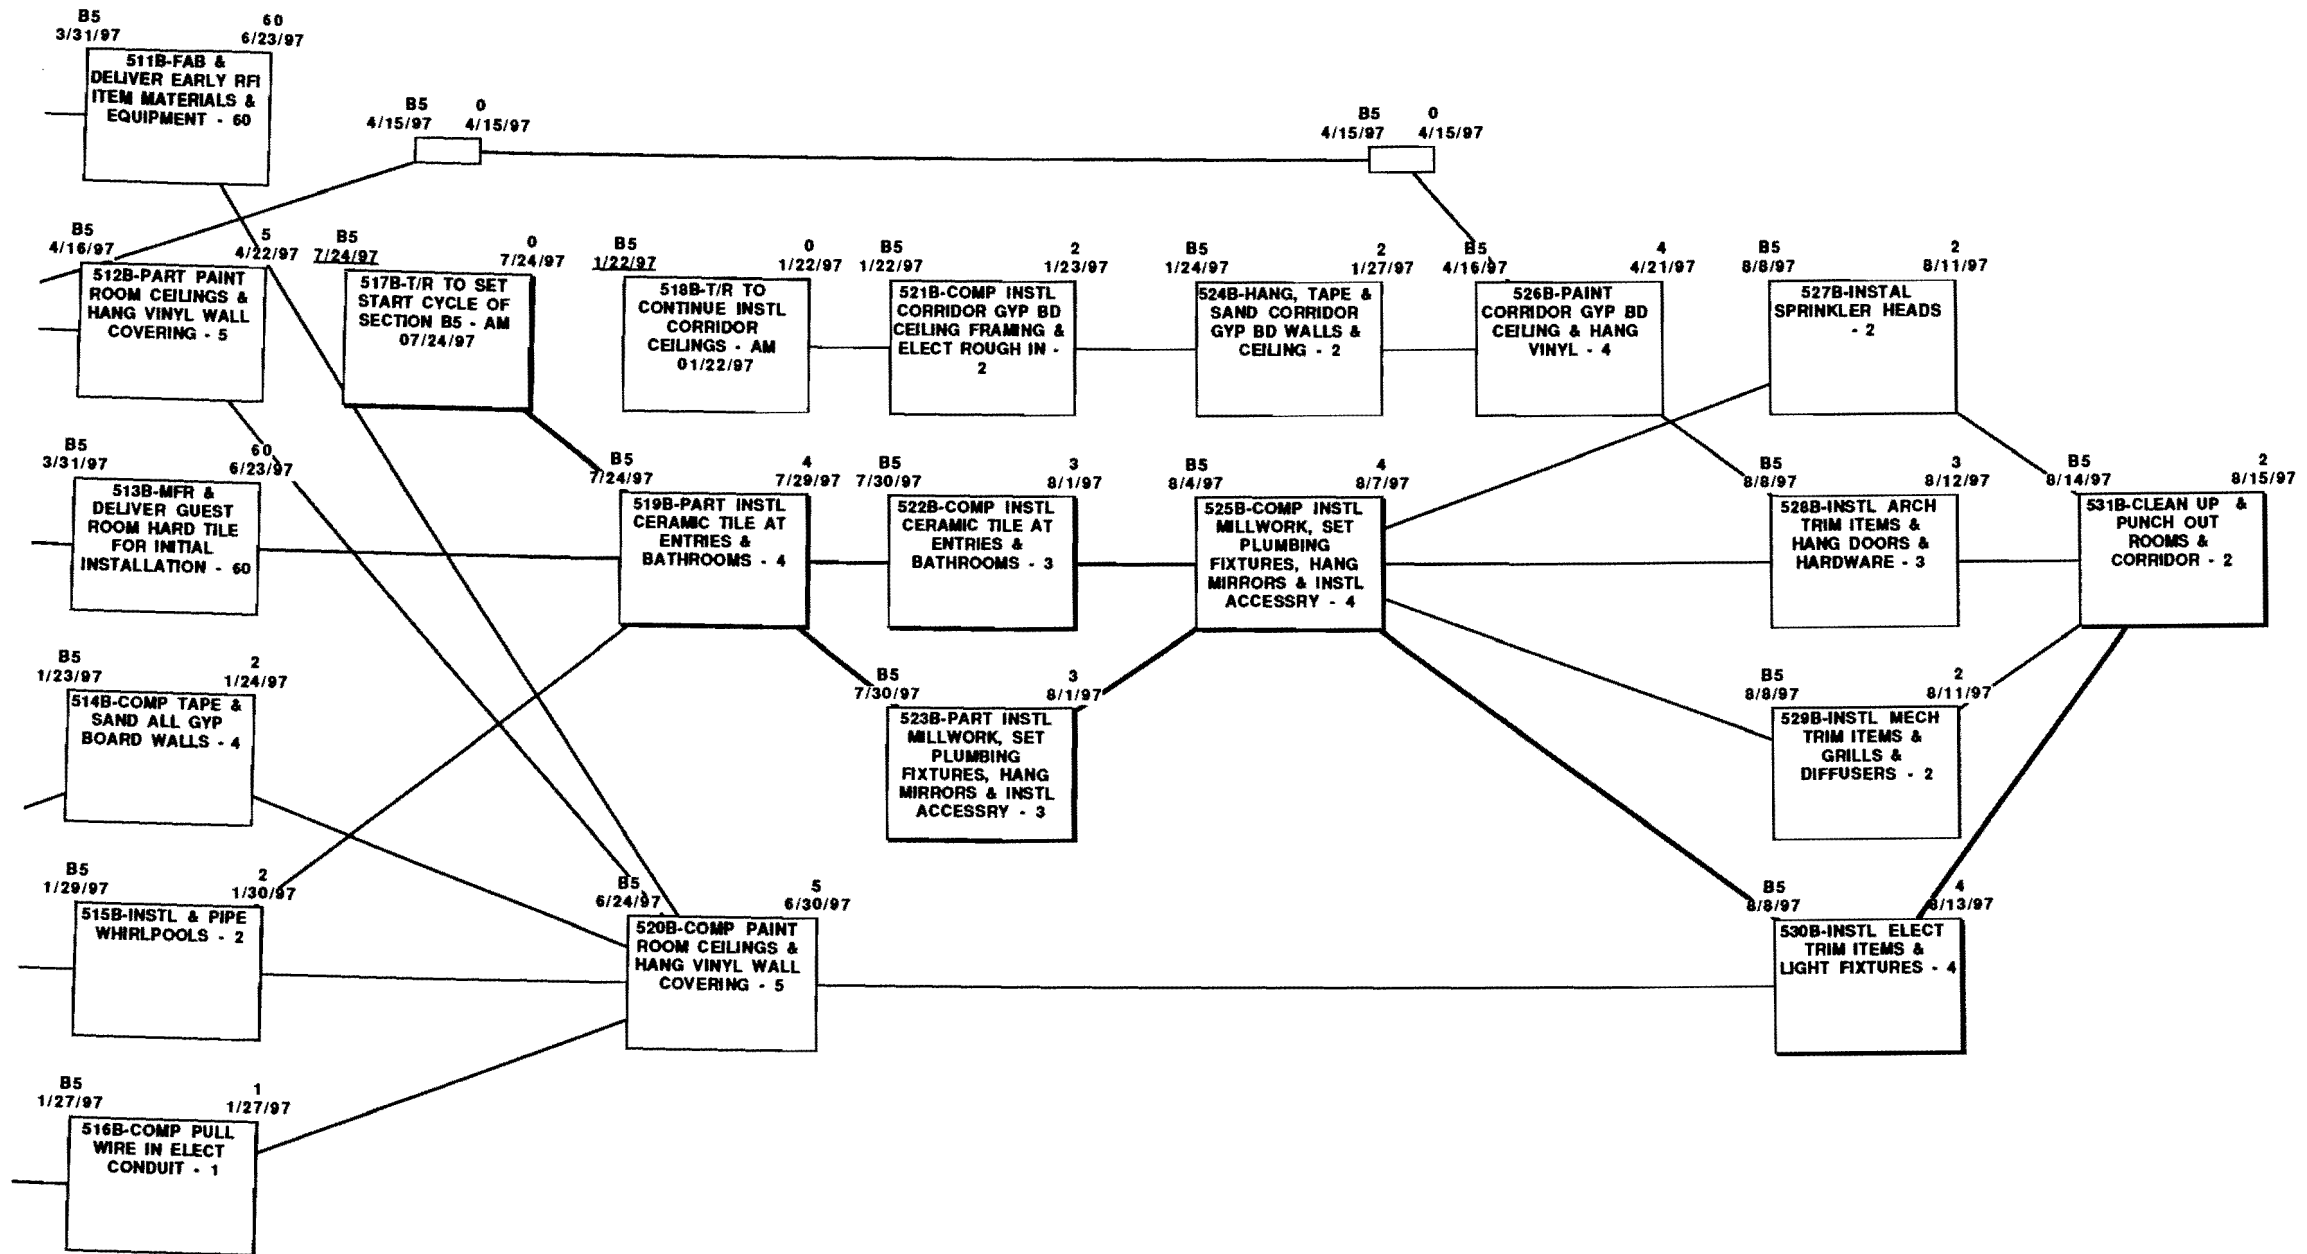 B5 60
3/31/97 6/23/97
511B-FAB &
DELIVER EARLY RFI
ITEM MATERIALS &
EQUIPMENT - 60
B5 0
4/15/97 4/15/97
B5 0
4/15/97 4/15/97
B5 5
4/16/97 4/22/97
512B-PART PAINT
ROOM CEILINGS &
HANG VINYL WALL
COVERING - 5
B5 0
7/24/97 7/24/97
517B-T/R TO SET
START CYCLE OF
SECTION B5 - AM
07/24/97
B5 0
1/22/97 1/22/97
518B-T/R TO
CONTINUE INSTL
CORRIDOR
CEILINGS - AM
01/22/97
B5 2
1/22/97 1/23/97
521B-COMP INSTL
CORRIDOR GYP BD
CEILING FRAMING &
ELECT ROUGH IN -
2
B5 2
1/24/97 1/27/97
524B-HANG, TAPE &
SAND CORRIDOR
GYP BD WALLS &
CEILING - 2
B5 4
4/16/97 4/21/97
526B-PAINT
CORRIDOR GYP BD
CEILING & HANG
VINYL - 4
B5 2
8/8/97 8/11/97
527B-INSTAL
SPRINKLER HEADS
- 2
B5 60
3/31/97 6/23/97
513B-MFR &
DELIVER GUEST
ROOM HARD TILE
FOR INITIAL
INSTALLATION - 60
B5 4
7/24/97 7/29/97
519B-PART INSTL
CERAMIC TILE AT
ENTRIES &
BATHROOMS - 4
B5 3
7/30/97 8/1/97
522B-COMP INSTL
CERAMIC TILE AT
ENTRIES &
BATHROOMS - 3
B5 4
8/4/97 8/7/97
525B-COMP INSTL
MILLWORK, SET
PLUMBING
FIXTURES, HANG
MIRRORS & INSTL
ACCESSRY - 4
B5 3
8/8/97 8/12/97
528B-INSTL ARCH
TRIM ITEMS &
HANG DOORS &
HARDWARE - 3
B5 2
8/14/97 8/15/97
531B-CLEAN UP &
PUNCH OUT
ROOMS &
CORRIDOR - 2
B5 2
1/23/97 1/24/97
514B-COMP TAPE &
SAND ALL GYP
BOARD WALLS - 4
B5 3
7/30/97 8/1/97
523B-PART INSTL
MILLWORK, SET
PLUMBING
FIXTURES, HANG
MIRRORS & INSTL
ACCESSRY - 3
B5 2
8/8/97 8/11/97
529B-INSTL MECH
TRIM ITEMS &
GRILLS &
DIFFUSERS - 2
B5 2
1/29/97 1/30/97
515B-INSTL & PIPE
WHIRLPOOLS - 2
B5 5
6/24/97 6/30/97
520B-COMP PAINT
ROOM CEILINGS &
HANG VINYL WALL
COVERING - 5
B5 4
8/8/97 8/13/97
530B-INSTL ELECT
TRIM ITEMS &
LIGHT FIXTURES - 4
B5 1
1/27/97 1/27/97
516B-COMP PULL
WIRE IN ELECT
CONDUIT - 1